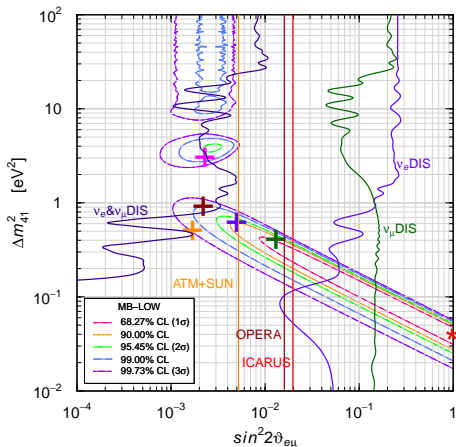 10²
10
1
10⁻¹
10⁻²
Δm²₄₁ [eV²]
νₑ&ν_μDIS
νₑDIS
ν_μDIS
ATM+SUN
OPERA
ICARUS
MB−LOW
68.27% CL (1σ)
90.00% CL
95.45% CL (2σ)
99.00% CL
99.73% CL (3σ)
10⁻⁴ 10⁻³ 10⁻² 10⁻¹ 1
sin²2ϑₑμ